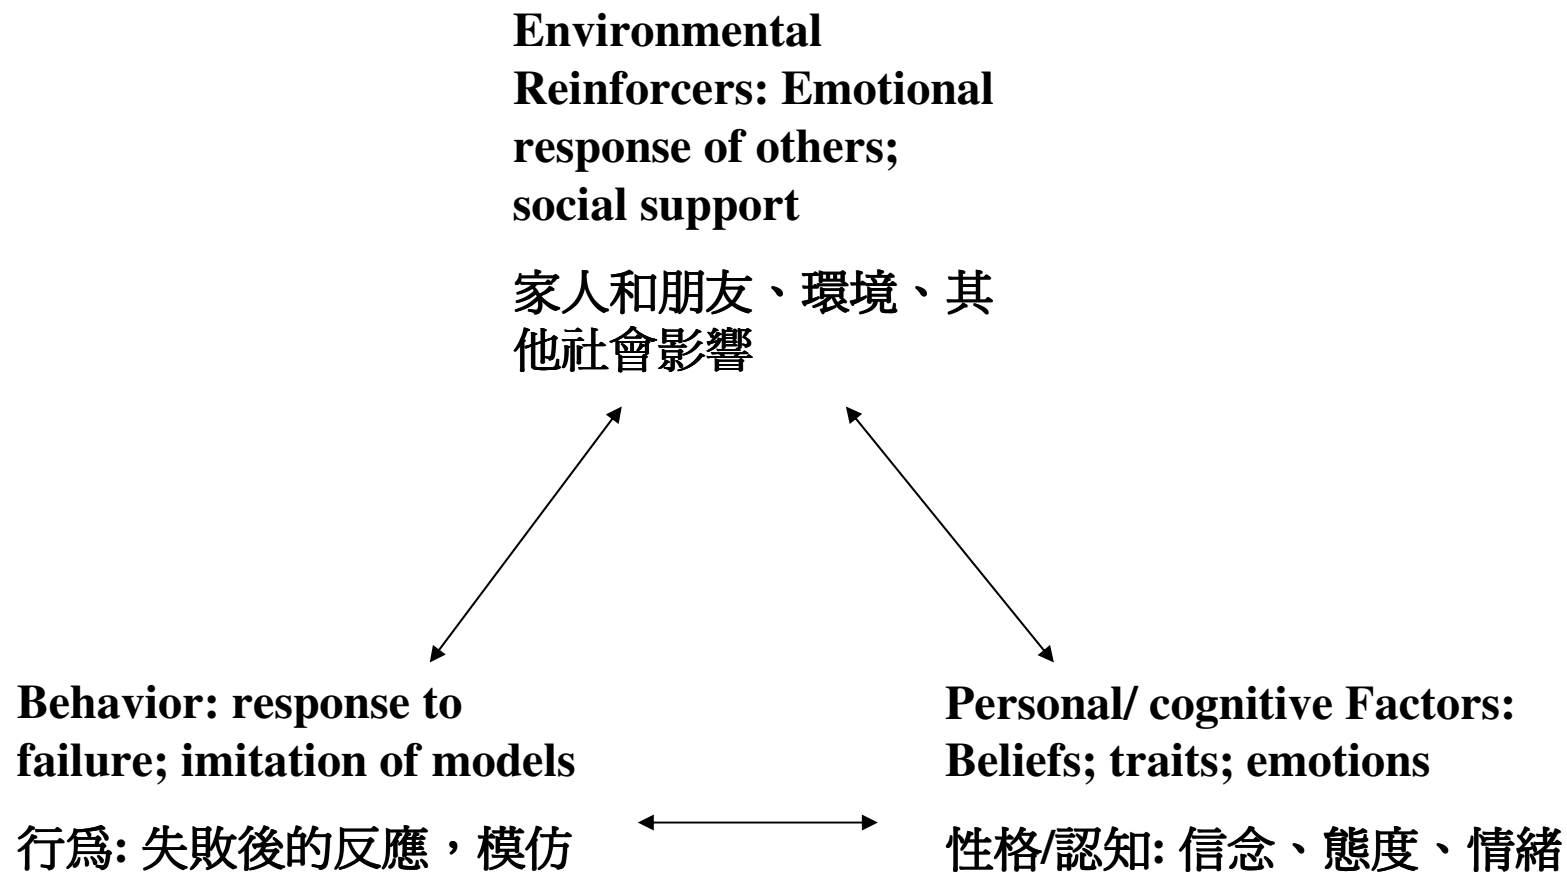 Environmental
Reinforcers: Emotional
response of others;
social support
家人和朋友、環境、其
他社會影響
Behavior: response to
failure; imitation of models
行爲: 失敗後的反應，模仿
Personal/ cognitive Factors:
Beliefs; traits; emotions
性格/認知: 信念、態度、情緒